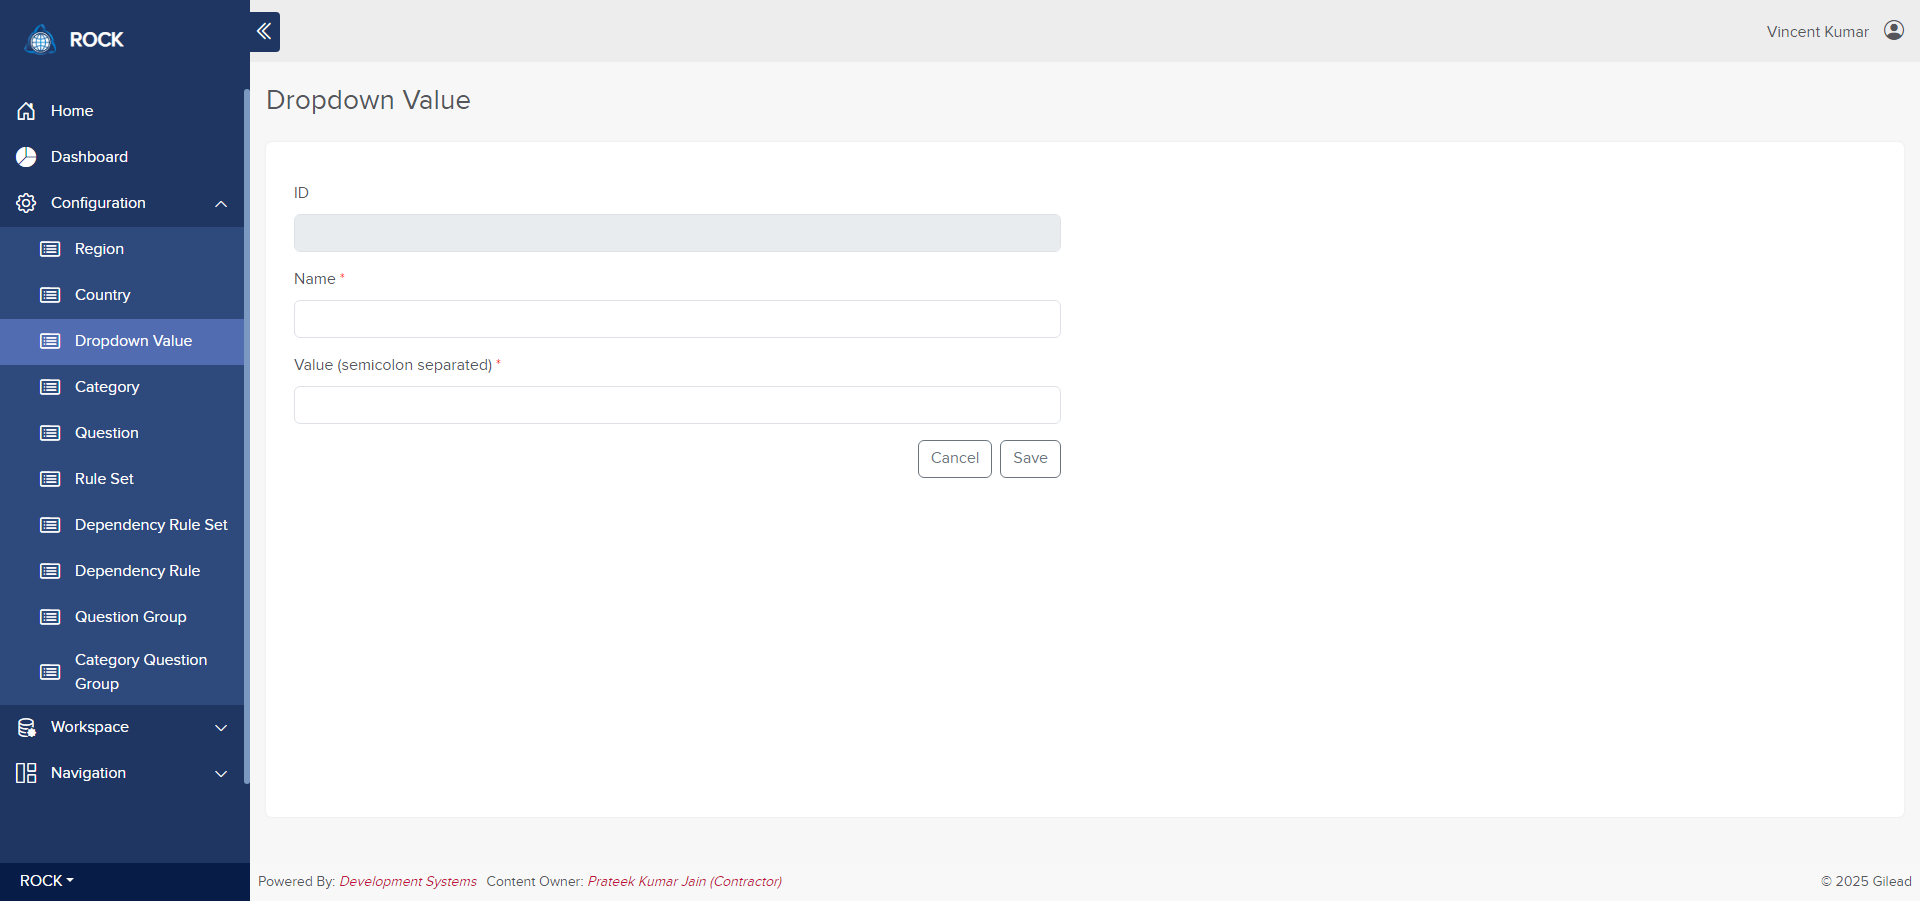 ROCK
Vincent Kumar
Home
Dashboard
Configuration
Region
Country
Dropdown Value
Category
Question
Rule Set
Dependency Rule Set
Dependency Rule
Question Group
Category Question
Group
Workspace
Navigation
ROCK
Dropdown Value
ID
Name *
Value (semicolon separated) *
Cancel Save
Powered By: Development Systems Content Owner: Prateek Kumar Jain (Contractor)
© 2025 Gilead